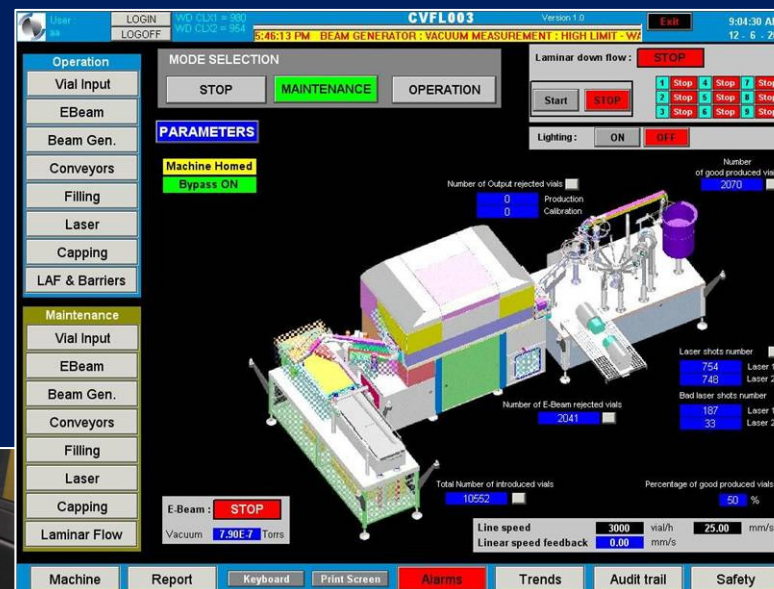 User:
aa
LOGIN
LOGOFF
WD CLX1 = 980
WD CLX2 = 954
CVFL003
Version 1.0
Exit
9:04:30 AM
12 - 6 - 20
5:46:13 PM BEAM GENERATOR : VACUUM MEASUREMENT : HIGH LIMIT - WA
Operation
Vial Input
EBeam
Beam Gen.
Conveyors
Filling
Laser
Capping
LAF & Barriers
Maintenance
Vial Input
EBeam
Beam Gen.
Conveyors
Filling
Laser
Capping
Laminar Flow
MODE SELECTION
STOP MAINTENANCE OPERATION
PARAMETERS
Machine Homed
Bypass ON
Laminar down flow : STOP
Start STOP
1 Stop 4 Stop 7 Stop
2 Stop 5 Stop 8 Stop
3 Stop 6 Stop 9 Stop
Lighting : ON OFF
Number
of good produced vials
2070
Number of Output rejected vials
0 Production
0 Calibration
Laser shots number
754 Laser 1
748 Laser 2
Bad laser shots number
187 Laser 1
33 Laser 2
Number of E-Beam rejected vials
2041
Total Number of introduced vials
10552
Percentage of good produced vials
50 %
E-Beam : STOP
Vacuum 7.90E-7 Torrs
Line speed 3000 vial/h 25.00 mm/s
Linear speed feedback 0.00 mm/s
Machine Report Keyboard Print Screen Alarms Trends Audit trail Safety